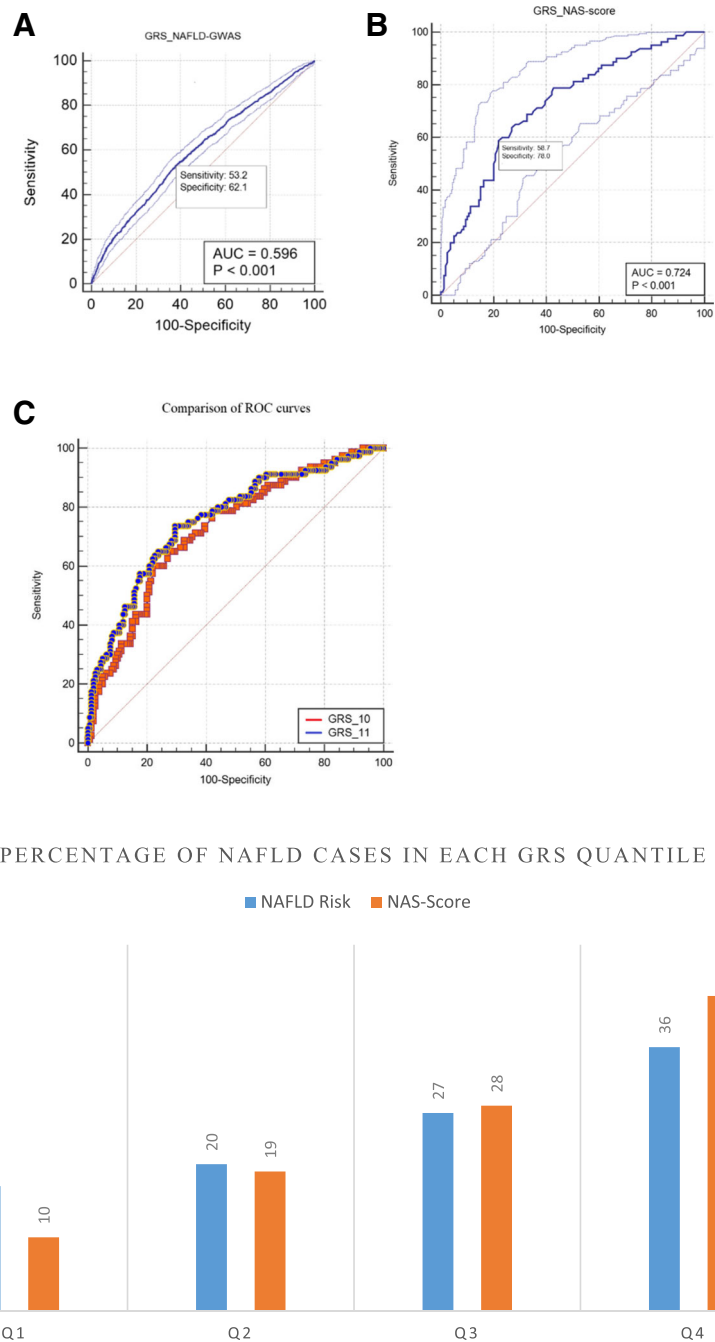 A
GRS_NAFLD-GWAS
100
80
60
40
20
0
Sensitivity
Sensitivity: 53.2
Specificity: 62.1
AUC = 0.596
P < 0.001
0 20 40 60 80 100
100-Specificity
B
GRS_NAS-score
100
80
60
40
20
0
Sensitivity
Sensitivity: 58.7
Specificity: 78.0
AUC = 0.724
P < 0.001
0 20 40 60 80 100
100-Specificity
C
Comparison of ROC curves
100
80
60
40
20
0
Sensitivity
GRS_10
GRS_11
0 20 40 60 80 100
100-Specificity
PERCENTAGE OF NAFLD CASES IN EACH GRS QUANTILE
NAFLD Risk NAS-Score
10 20 19 27 28 36
Q1 Q2 Q3 Q4